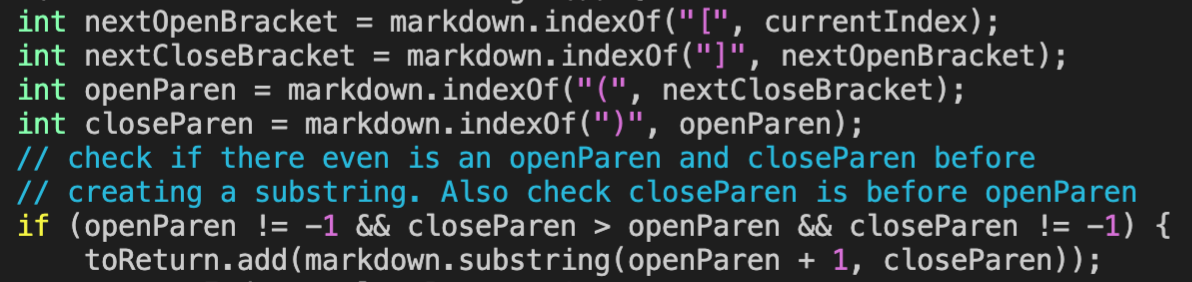 int nextOpenBracket = markdown.indexOf("[", currentIndex);
int nextCloseBracket = markdown.indexOf("]", nextOpenBracket);
int openParen = markdown.indexOf("(", nextCloseBracket);
int closeParen = markdown.indexOf(")", openParen);
// check if there even is an openParen and closeParen before
// creating a substring. Also check closeParen is before openParen
if (openParen != -1 && closeParen > openParen && closeParen != -1) {
    toReturn.add(markdown.substring(openParen + 1, closeParen));